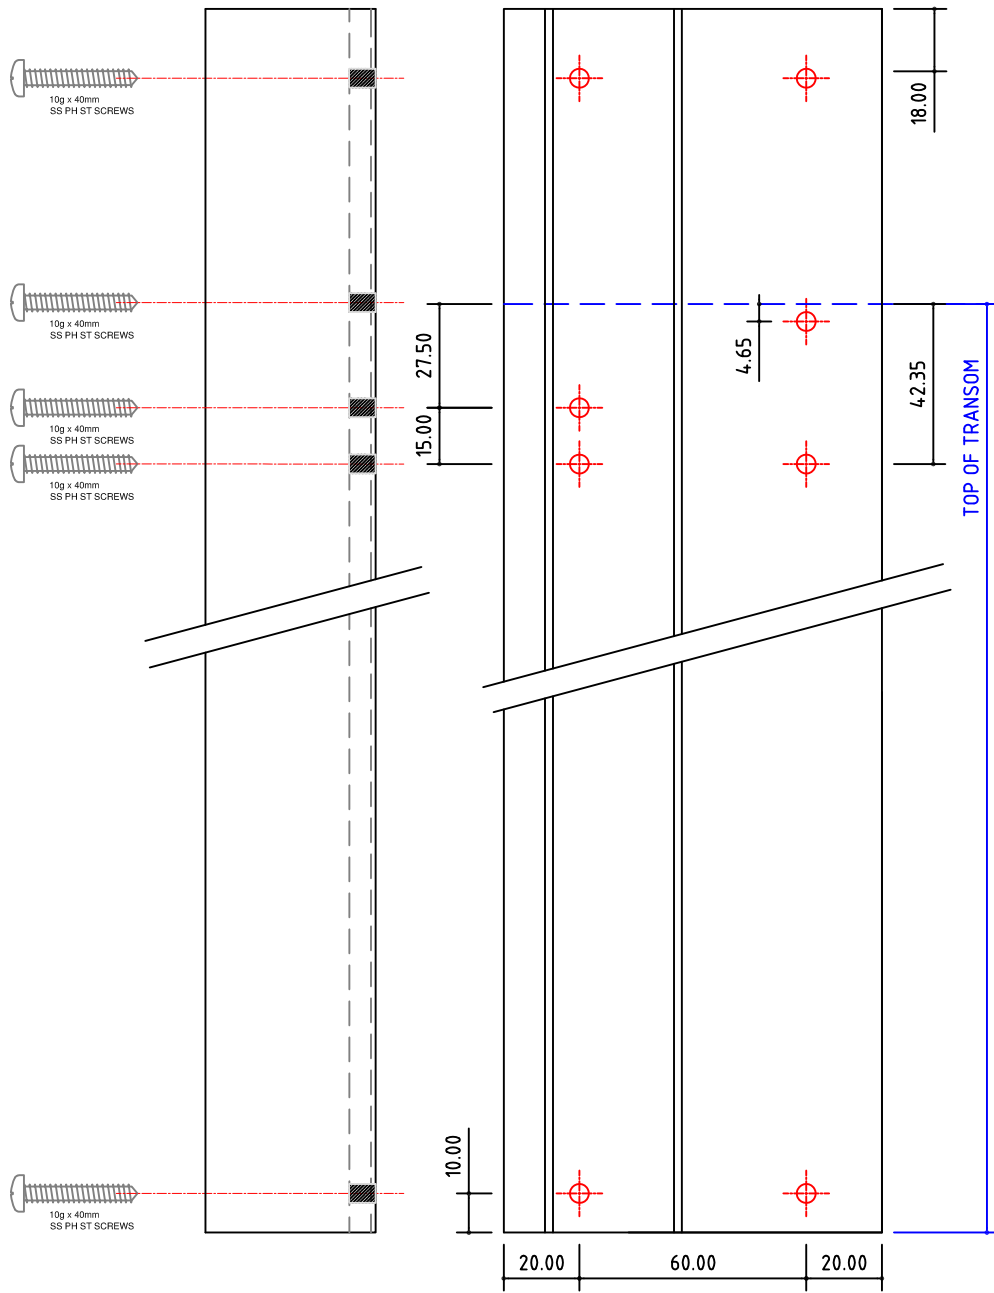 10g x 40mm
SS PH ST SCREWS
18.00
10g x 40mm
SS PH ST SCREWS
27.50
4.65
42.35
TOP OF TRANSOM
10g x 40mm
SS PH ST SCREWS
15.00
10g x 40mm
SS PH ST SCREWS
10.00
10g x 40mm
SS PH ST SCREWS
20.00
60.00
20.00